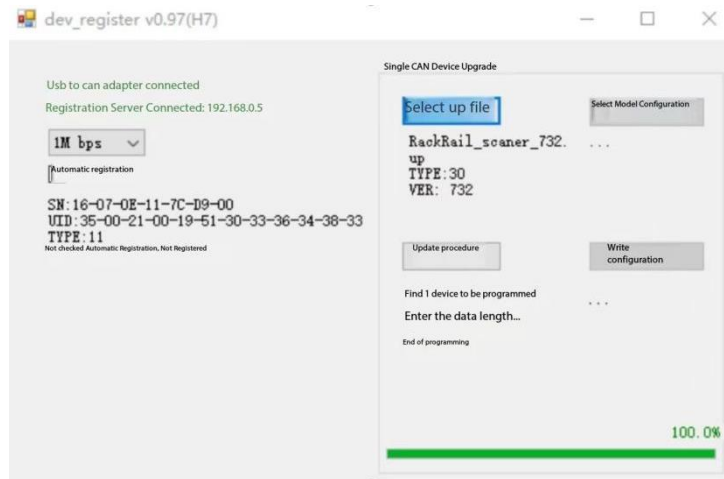 dev_register v0.97(H7)
Usb to can adapter connected
Registration Server Connected: 192.168.0.5
1M bps
Automatic registration
SN:16-07-0E-11-7C-D9-00
UID:35-00-21-00-19-51-30-33-36-34-38-33
TYPE:11
Not checked Automatic Registration, Not Registered
Single CAN Device Upgrade
Select up file
Select Model Configuration
RackRail_scaner_732.
up
TYPE:30
VER: 732
...
Update procedure
Write
configuration
Find 1 device to be programmed
...
Enter the data length...
End of programming
100.0%